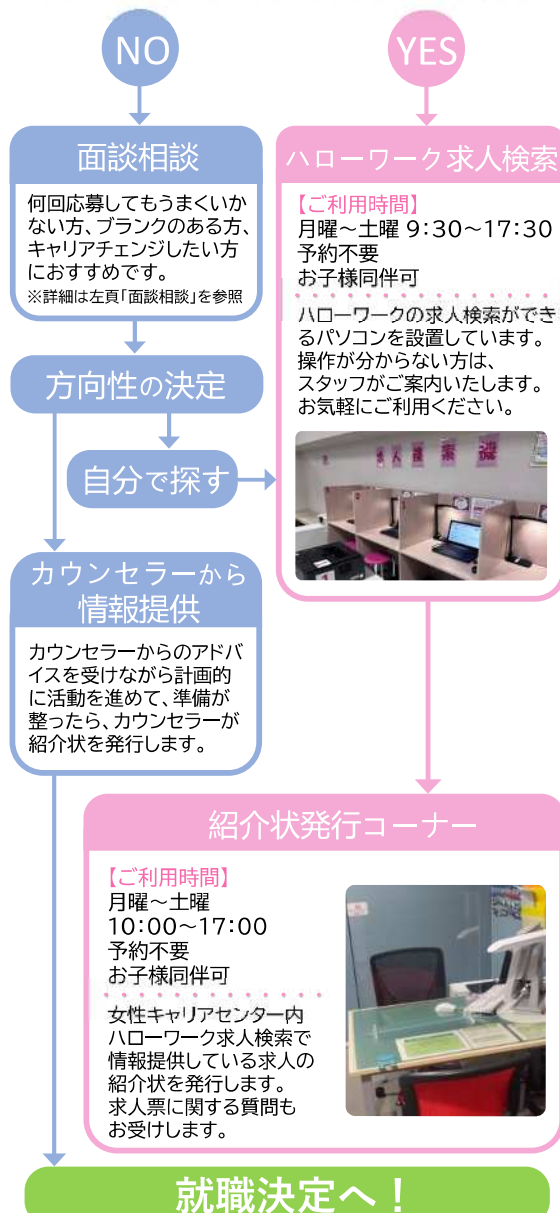 NO
YES
面談相談
何回応募してもうまくいか
ない方、ブランクのある方、
キャリアチェンジしたい方
におすすめです。
※詳細は左頁「面談相談」を参照
方向性の決定
自分で探す
カウンセラーから
情報提供
カウンセラーからのアドバ
イスを受けながら計画的
に活動を進めて、準備が
整ったら、カウンセラーが
紹介状を発行します。
ハローワーク求人検索
【ご利用時間】
月曜～土曜 9:30～17:30
予約不要
お子様同伴可
ハローワークの求人検索ができ
るパソコンを設置しています。
操作が分からない方は、
スタッフがご案内いたします。
お気軽にご利用ください。
求人検索機
紹介状発行コーナー
【ご利用時間】
月曜～土曜
10:00～17:00
予約不要
お子様同伴可
女性キャリアセンター内
ハローワーク求人検索で
情報提供している求人の
紹介状を発行します。
求人票に関する質問も
お受けします。
就職決定へ！